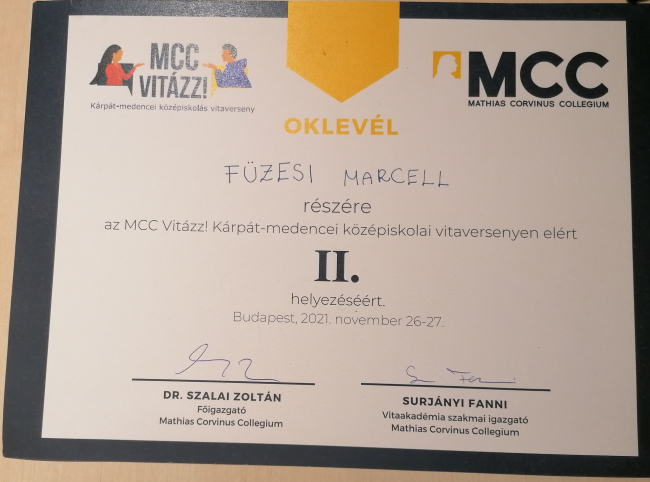 MCC
VITÁZZ!
Kárpát-medencei középiskolás vitaverseny
MCC
MATHIAS CORVINUS COLLEGIUM
OKLEVÉL
FÜZESI MARCELL
részére
az MCC Vitázz! Kárpát-medencei középiskolai vitaversenyen elért
II.
helyezéséért.
Budapest, 2021. november 26-27.
DR. SZALAI ZOLTÁN
Főigazgató
Mathias Corvinus Collegium
SURJÁNYI FANNI
Vitaakadémia szakmai igazgató
Mathias Corvinus Collegium